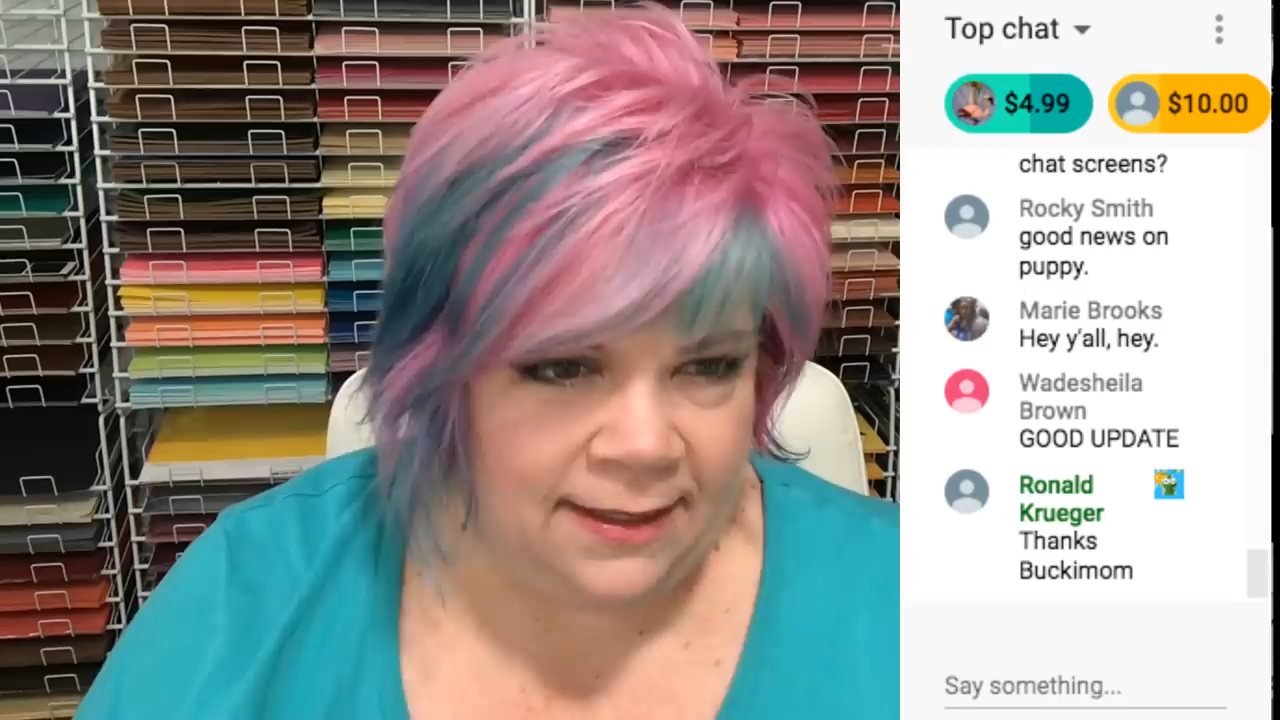 Top chat
$4.99
$10.00
chat screens?
Rocky Smith
good news on
puppy.
Marie Brooks
Hey y'all, hey.
Wadesheila
Brown
GOOD UPDATE
Ronald
Krueger
Thanks
Buckimom
Say something...